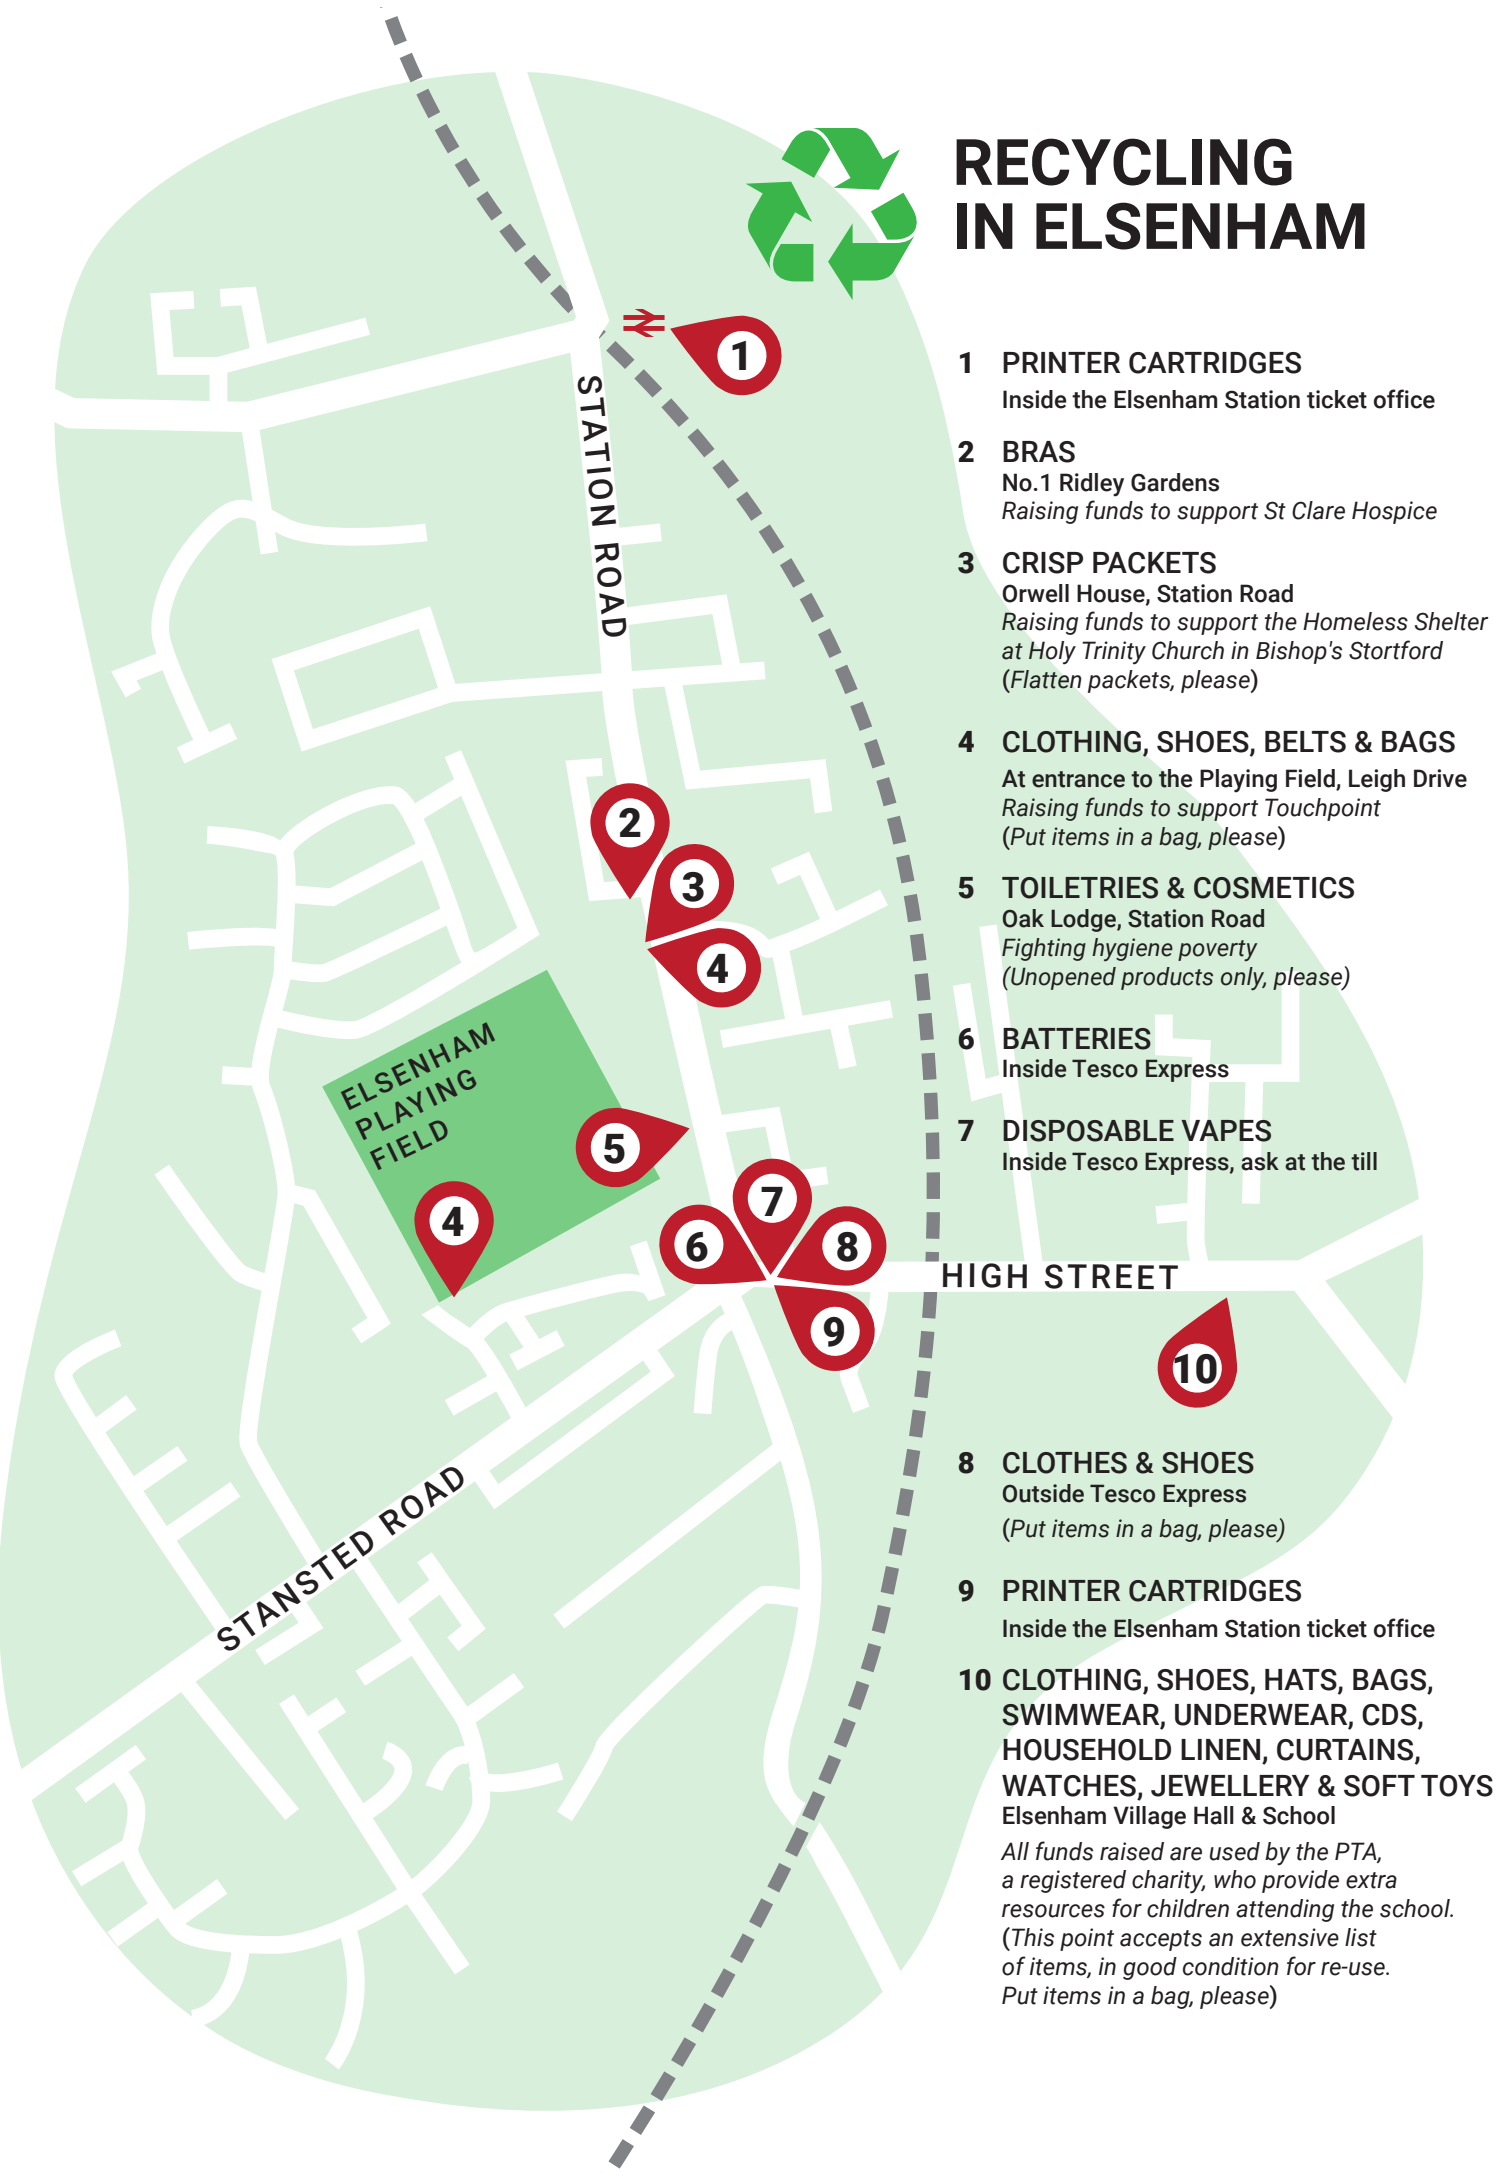 RECYCLING
IN ELSENHAM
1 PRINTER CARTRIDGES
Inside the Elsenham Station ticket office
2 BRAS
No.1 Ridley Gardens
Raising funds to support St Clare Hospice
3 CRISP PACKETS
Orwell House, Station Road
Raising funds to support the Homeless Shelter
at Holy Trinity Church in Bishop's Stortford
(Flatten packets, please)
4 CLOTHING, SHOES, BELTS & BAGS
At entrance to the Playing Field, Leigh Drive
Raising funds to support Touchpoint
(Put items in a bag, please)
5 TOILETRIES & COSMETICS
Oak Lodge, Station Road
Fighting hygiene poverty
(Unopened products only, please)
6 BATTERIES
Inside Tesco Express
7 DISPOSABLE VAPES
Inside Tesco Express, ask at the till
8 CLOTHES & SHOES
Outside Tesco Express
(Put items in a bag, please)
9 PRINTER CARTRIDGES
Inside the Elsenham Station ticket office
10 CLOTHING, SHOES, HATS, BAGS,
SWIMWEAR, UNDERWEAR, CDS,
HOUSEHOLD LINEN, CURTAINS,
WATCHES, JEWELLERY & SOFT TOYS
Elsenham Village Hall & School
All funds raised are used by the PTA,
a registered charity, who provide extra
resources for children attending the school.
(This point accepts an extensive list
of items, in good condition for re-use.
Put items in a bag, please)
1
STATION ROAD
2
3
4
ELSENHAM
PLAYING
FIELD
5
4
6
7
8
9
HIGH STREET
10
STANSTED ROAD